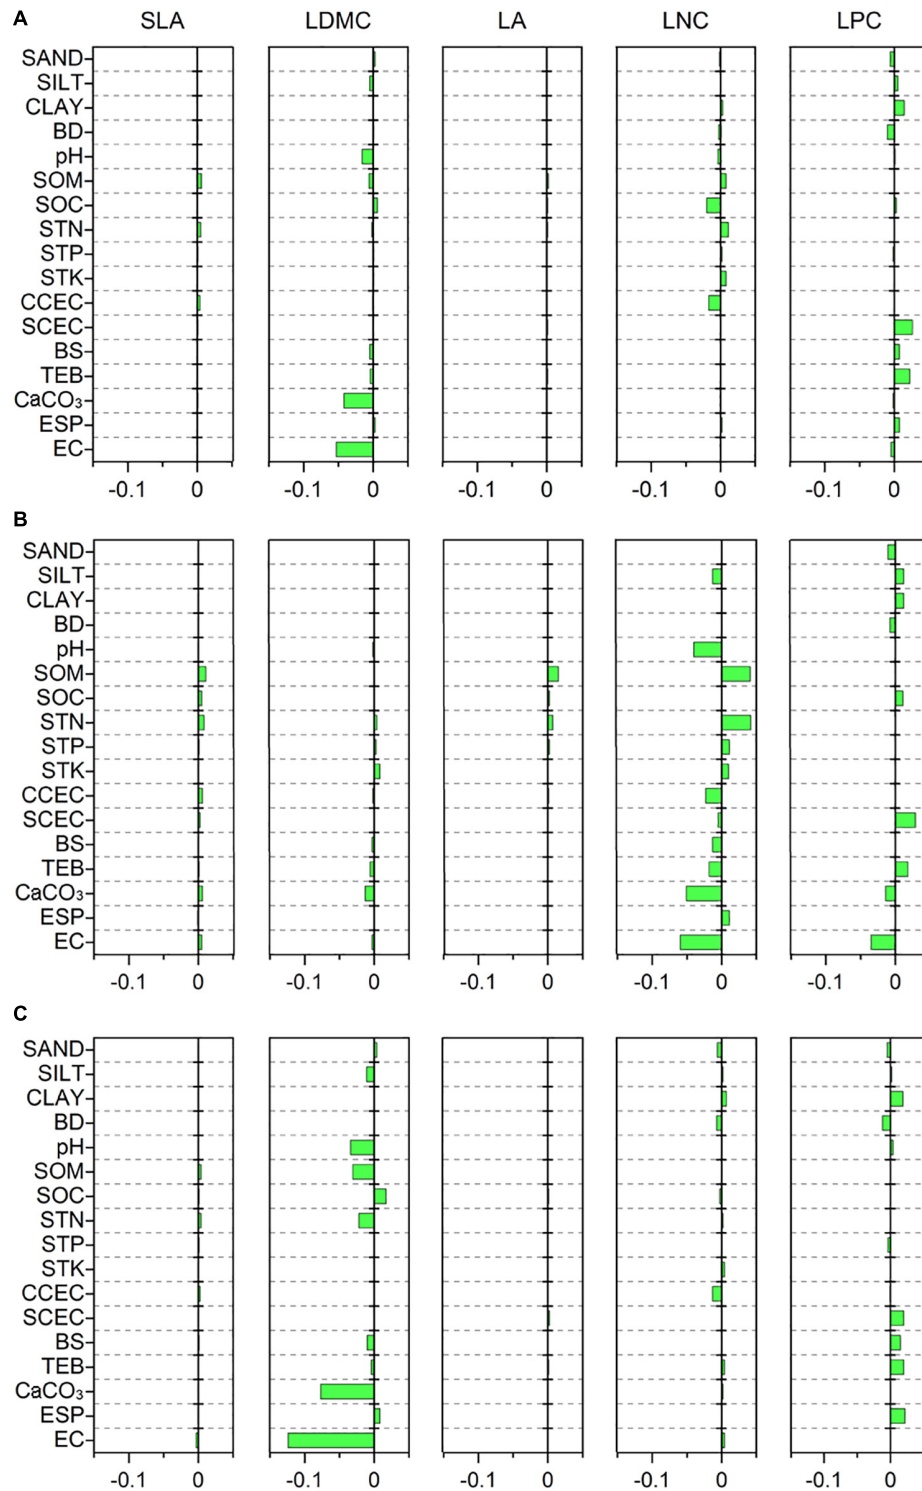 A
SLA LDMC LA LNC LPC
SAND
SILT
CLAY
BD
pH
SOM
SOC
STN
STP
STK
CCEC
SCEC
BS
TEB
CaCO₃
ESP
EC
-0.1 0 -0.1 0 -0.1 0 -0.1 0 -0.1 0
B
SAND
SILT
CLAY
BD
pH
SOM
SOC
STN
STP
STK
CCEC
SCEC
BS
TEB
CaCO₃
ESP
EC
-0.1 0 -0.1 0 -0.1 0 -0.1 0 -0.1 0
C
SAND
SILT
CLAY
BD
pH
SOM
SOC
STN
STP
STK
CCEC
SCEC
BS
TEB
CaCO₃
ESP
EC
-0.1 0 -0.1 0 -0.1 0 -0.1 0 -0.1 0